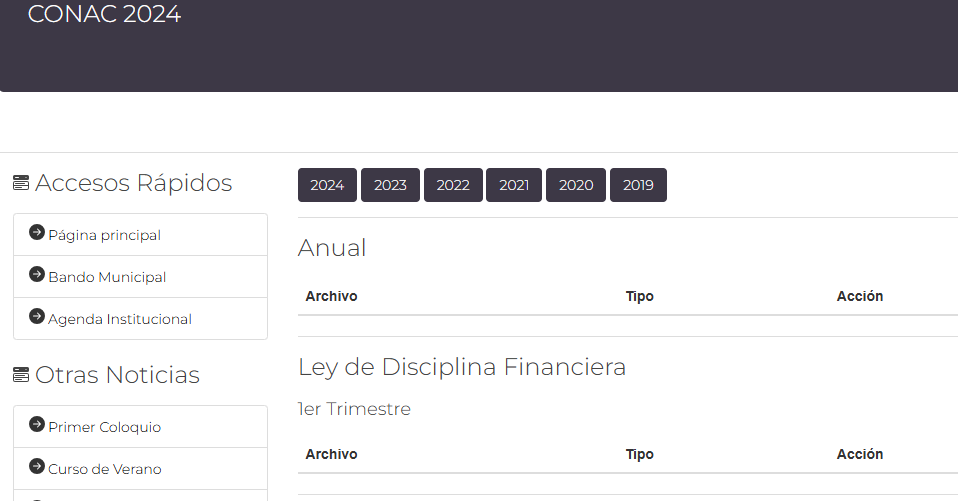 CONAC 2024
Accesos Rápidos
Página principal
Bando Municipal
Agenda Institucional
Otras Noticias
Primer Coloquio
Curso de Verano
2024 2023 2022 2021 2020 2019
Anual
Archivo Tipo Acción
Ley de Disciplina Financiera
1er Trimestre
Archivo Tipo Acción